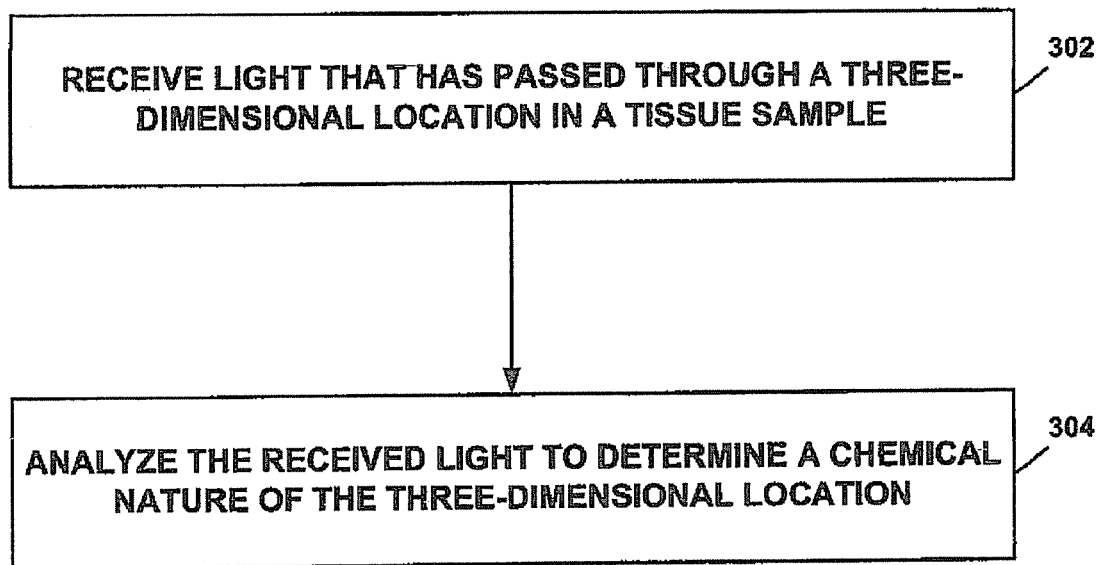 RECEIVE LIGHT THAT HAS PASSED THROUGH A THREE-
DIMENSIONAL LOCATION IN A TISSUE SAMPLE
302
ANALYZE THE RECEIVED LIGHT TO DETERMINE A CHEMICAL
NATURE OF THE THREE-DIMENSIONAL LOCATION
304